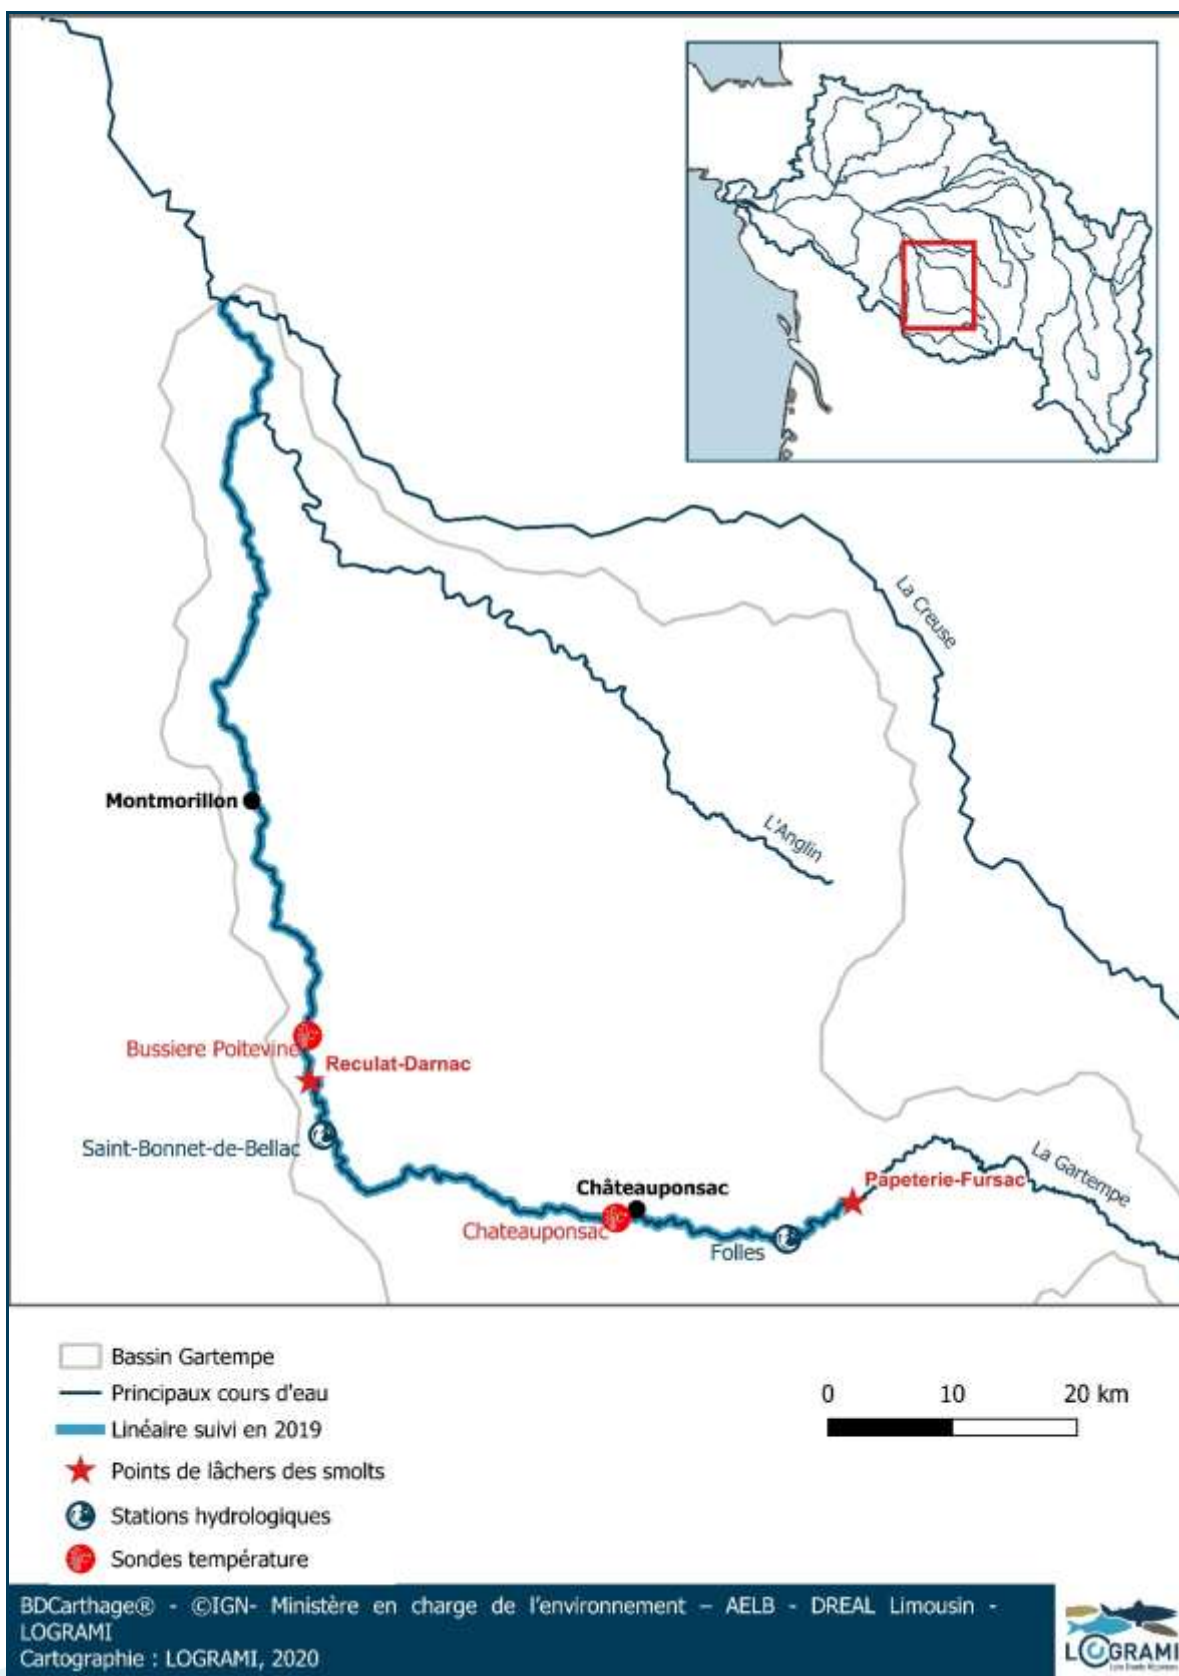 La Creuse
L'Anglin
Montmorillon
Bussiere Poitevine
Reculat-Darnac
Saint-Bonnet-de-Bellac
La Gartempe
Papeterie-Fursac
Châteauponsac
Chateauponsac
Folles
Bassin Gartempe
Principaux cours d'eau
Linéaire suivi en 2019
Points de lâchers des smolts
Stations hydrologiques
Sondes température
0 10 20 km
BDCarthage® - ©IGN- Ministère en charge de l'environnement – AELB - DREAL Limousin -
LOGRAMI
Cartographie : LOGRAMI, 2020
LOGRAMI